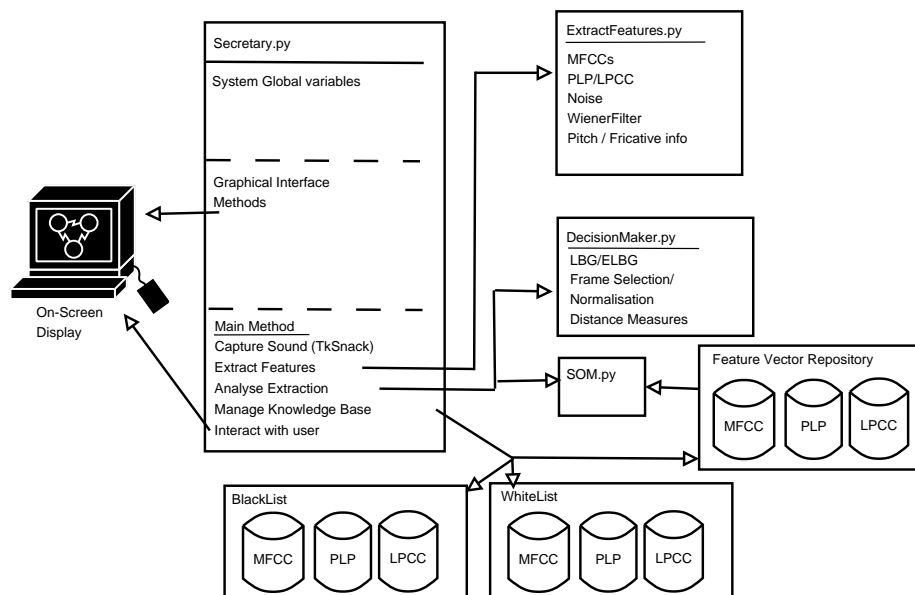 Secretary.py
System Global variables
Graphical Interface
Methods
Main Method
Capture Sound (TkSnack)
Extract Features
Analyse Extraction
Manage Knowledge Base
Interact with user
On-Screen
Display
ExtractFeatures.py
MFCCs
PLP/LPCC
Noise
WienerFilter
Pitch / Fricative info
DecisionMaker.py
LBG/ELBG
Frame Selection/
Normalisation
Distance Measures
SOM.py
Feature Vector Repository
MFCC PLP LPCC
BlackList
MFCC PLP LPCC
WhiteList
MFCC PLP LPCC